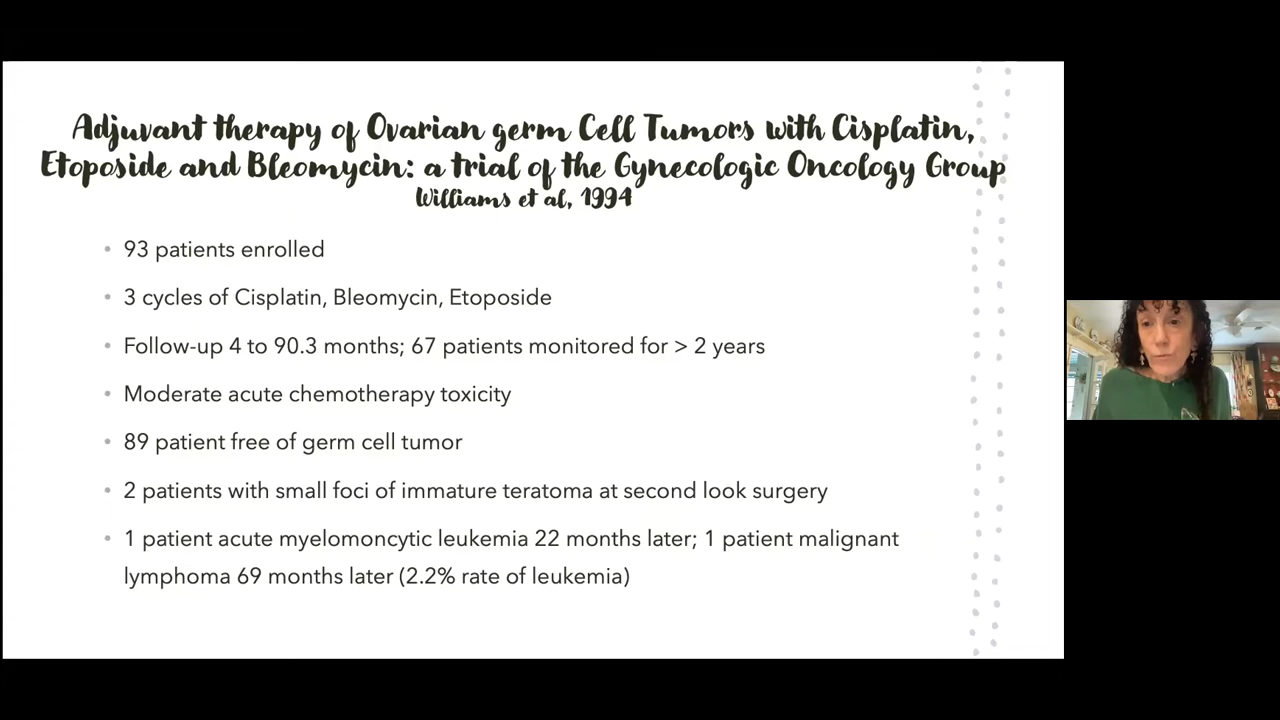 Adjuvant therapy of Ovarian germ Cell Tumors with Cisplatin,
Etoposide and Bleomycin: a trial of the Gynecologic Oncology Group
Williams et al, 1994
• 93 patients enrolled
• 3 cycles of Cisplatin, Bleomycin, Etoposide
• Follow-up 4 to 90.3 months; 67 patients monitored for > 2 years
• Moderate acute chemotherapy toxicity
• 89 patient free of germ cell tumor
• 2 patients with small foci of immature teratoma at second look surgery
• 1 patient acute myelomoncytic leukemia 22 months later; 1 patient malignant
lymphoma 69 months later (2.2% rate of leukemia)